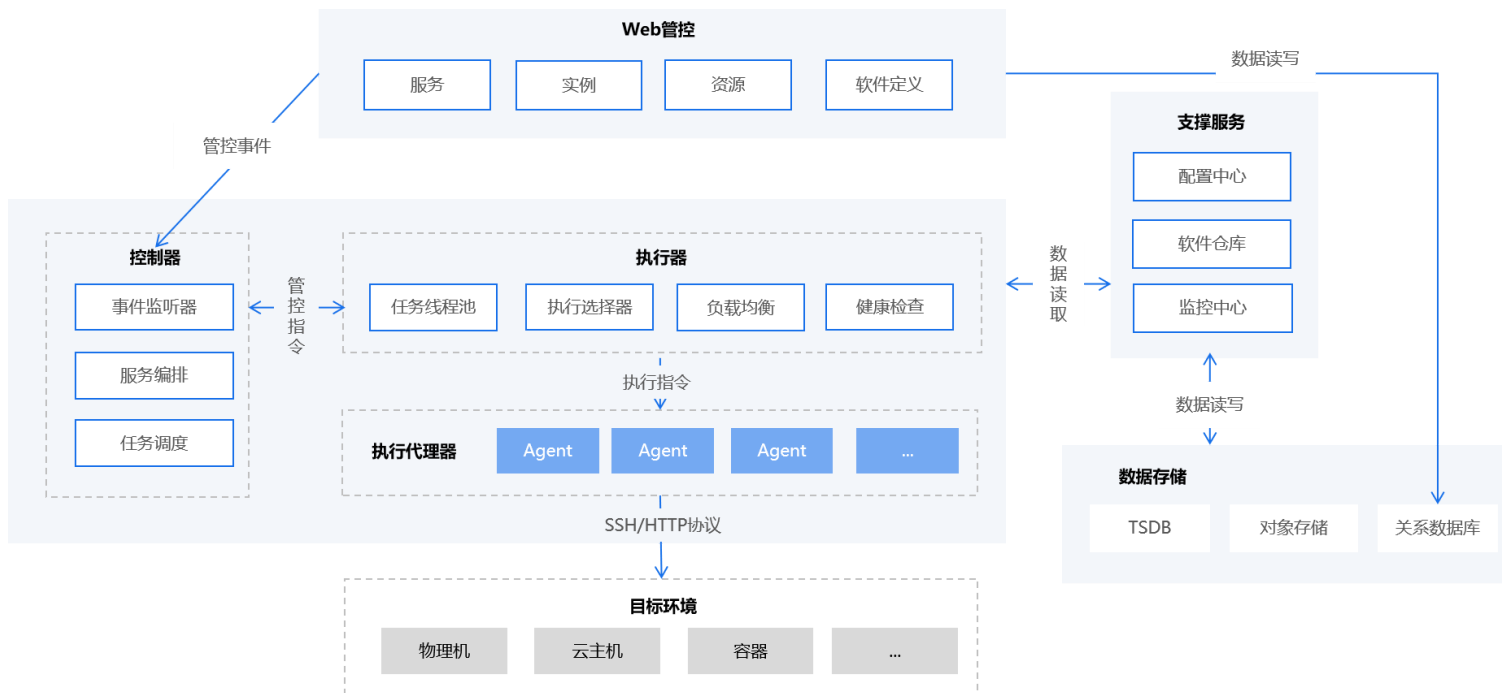 Web管控
服务
实例
资源
软件定义
数据读写
管控事件
支撑服务
配置中心
软件仓库
监控中心
控制器
事件监听器
服务编排
任务调度
管控指令
执行器
任务线程池
执行选择器
负载均衡
健康检查
数据读取
执行指令
执行代理器
Agent
Agent
Agent
...
数据读写
数据存储
TSDB
对象存储
关系数据库
SSH/HTTP协议
目标环境
物理机
云主机
容器
...